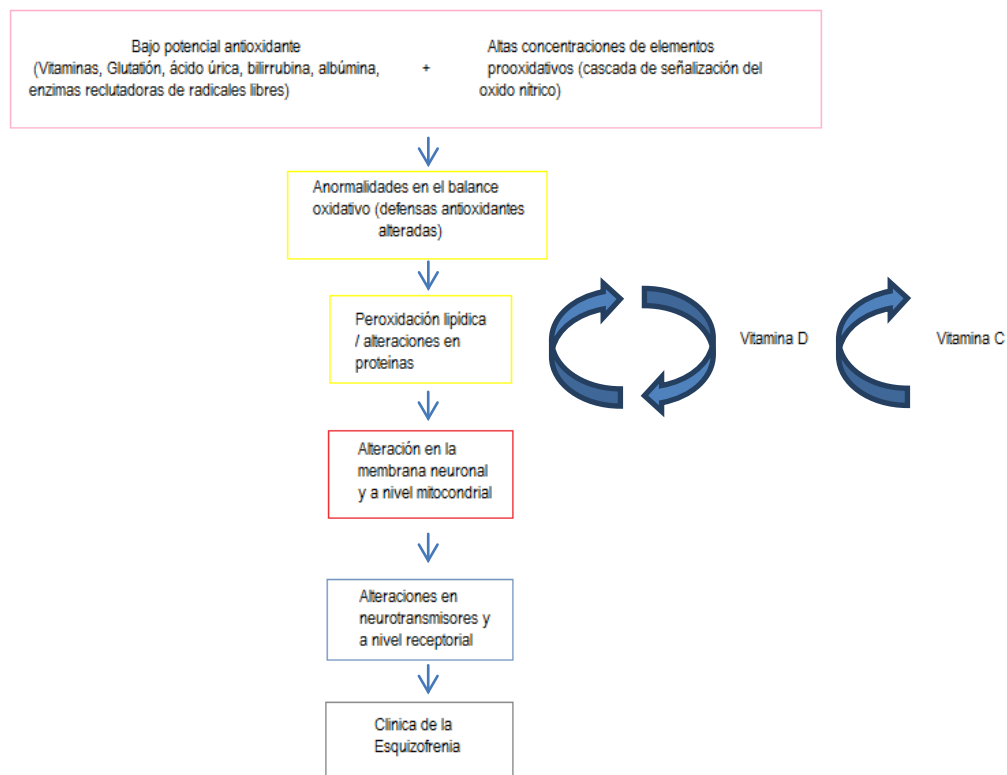 Bajo potencial antioxidante
(Vitaminas, Glutatión, ácido úrica, bilirrubina, albúmina,
enzimas reclutadoras de radicales libres)
+
Altas concentraciones de elementos
prooxidativos (cascada de señalización del
oxido nítrico)
Anormalidades en el balance
oxidativo (defensas antioxidantes
alteradas)
Peroxidación lipídica
/ alteraciones en
proteínas
Vitamina D
Vitamina C
Alteración en la
membrana neuronal
y a nivel mitocondrial
Alteraciones en
neurotransmisores y
a nivel receptorial
Clinica de la
Esquizofrenia